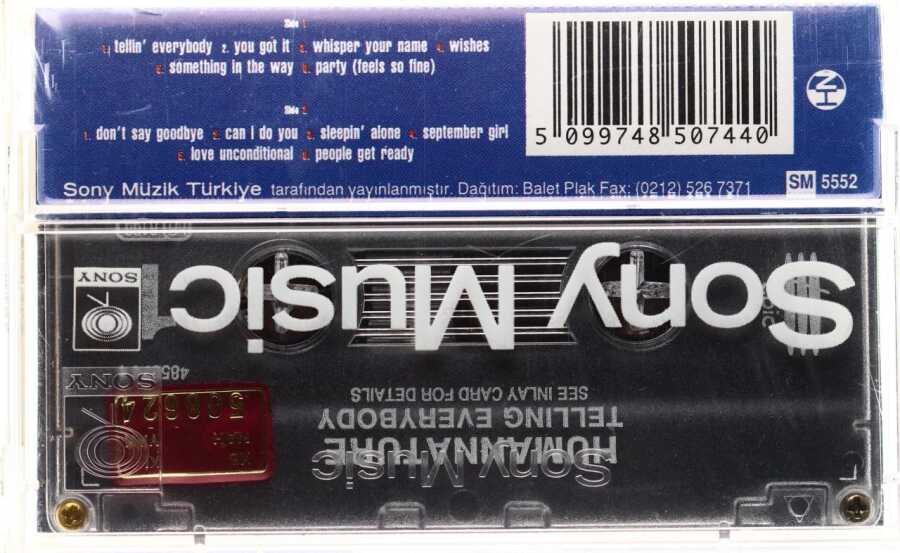 Side 1
1. tellin' everybody 2. you got it 3. whisper your name 4. wishes
5. something in the way 6. party (feels so fine)
Side 2
1. don't say goodbye 2. can I do you 3. sleepin' alone 4. september girl
5. love unconditional 6. people get ready
5 099748 507440
Sony Müzik Türkiye tarafından yayınlanmıştır. Dağıtım: Balet Plak Fax: (0212) 526 7371
SM 5552
SONY
Sony Music
SONY
485
508624
SEE INLAY CARD FOR DETAILS
TELLING EVERYBODY
HUMANNATURE
Sony Music